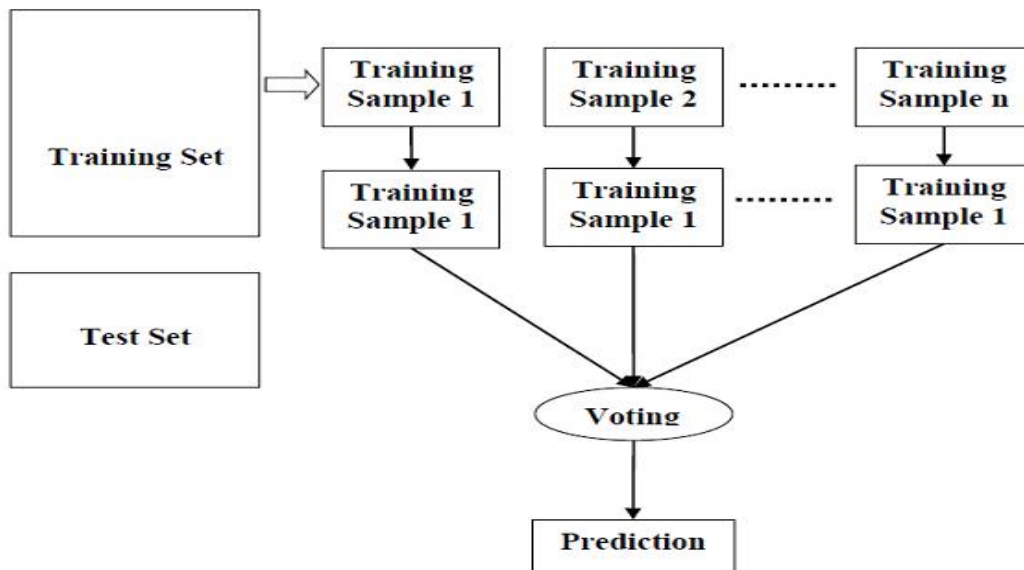 Training Set
Training
Sample 1
Training
Sample 2
Training
Sample n
Training
Sample 1
Training
Sample 1
Training
Sample 1
Test Set
Voting
Prediction